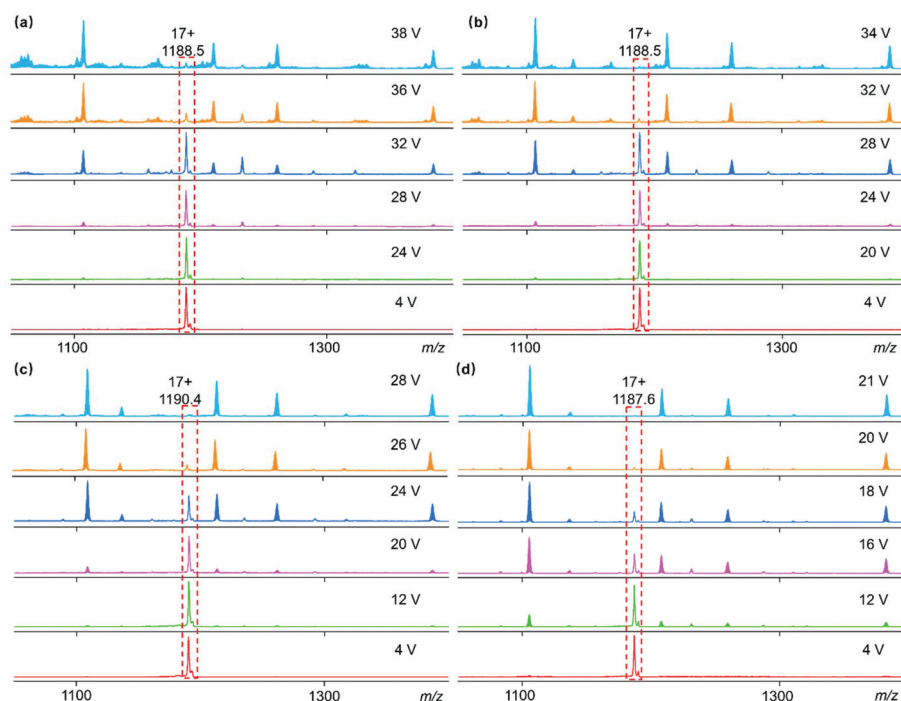 (a)
17+
1188.5
38 V
36 V
32 V
28 V
24 V
4 V
1100
1300
m/z
(b)
17+
1188.5
34 V
32 V
28 V
24 V
20 V
4 V
1100
1300
m/z
(c)
17+
1190.4
28 V
26 V
24 V
20 V
12 V
4 V
1100
1300
m/z
(d)
17+
1187.6
21 V
20 V
18 V
16 V
12 V
4 V
1100
1300
m/z